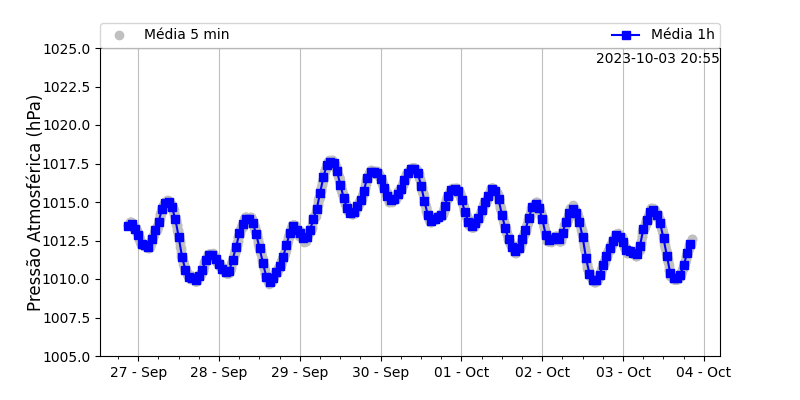 Média 5 min
Média 1h
2023-10-03 20:55
Pressão Atmosférica (hPa)
1025.0
1022.5
1020.0
1017.5
1015.0
1012.5
1010.0
1007.5
1005.0
27 - Sep
28 - Sep
29 - Sep
30 - Sep
01 - Oct
02 - Oct
03 - Oct
04 - Oct